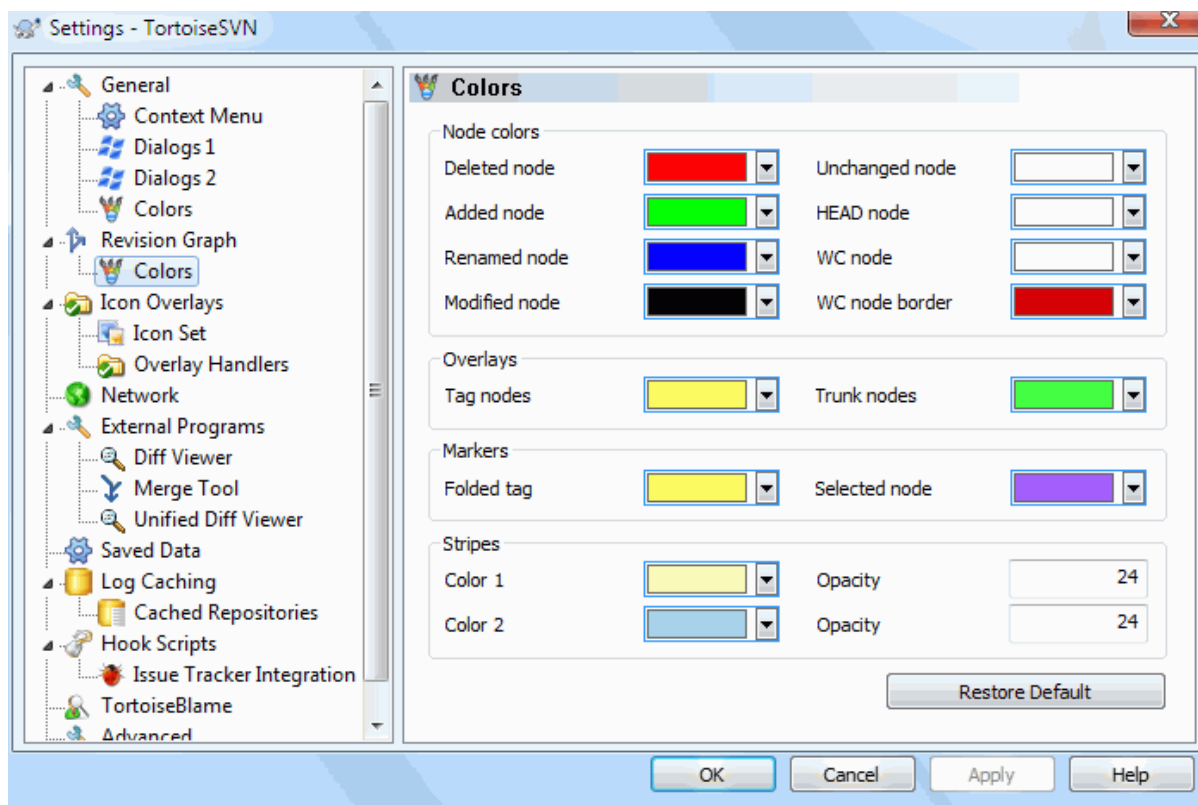 Settings - TortoiseSVN
General
Context Menu
Dialogs 1
Dialogs 2
Colors
Revision Graph
Colors
Icon Overlays
Icon Set
Overlay Handlers
Network
External Programs
Diff Viewer
Merge Tool
Unified Diff Viewer
Saved Data
Log Caching
Cached Repositories
Hook Scripts
Issue Tracker Integration
TortoiseBlame
Advanced
Colors
Node colors
Deleted node
Unchanged node
Added node
HEAD node
Renamed node
WC node
Modified node
WC node border
Overlays
Tag nodes
Trunk nodes
Markers
Folded tag
Selected node
Stripes
Color 1
Opacity 24
Color 2
Opacity 24
Restore Default
OK Cancel Apply Help